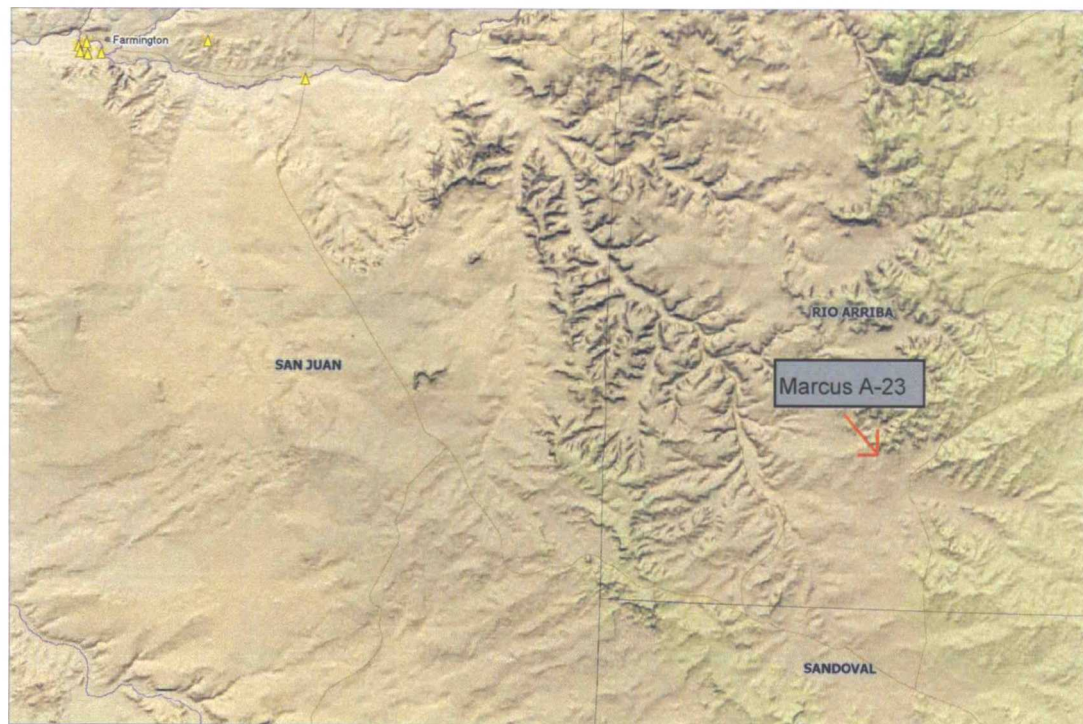 Farmington
RIO ARRIBA
SAN JUAN
Marcus A-23
SANDOVAL